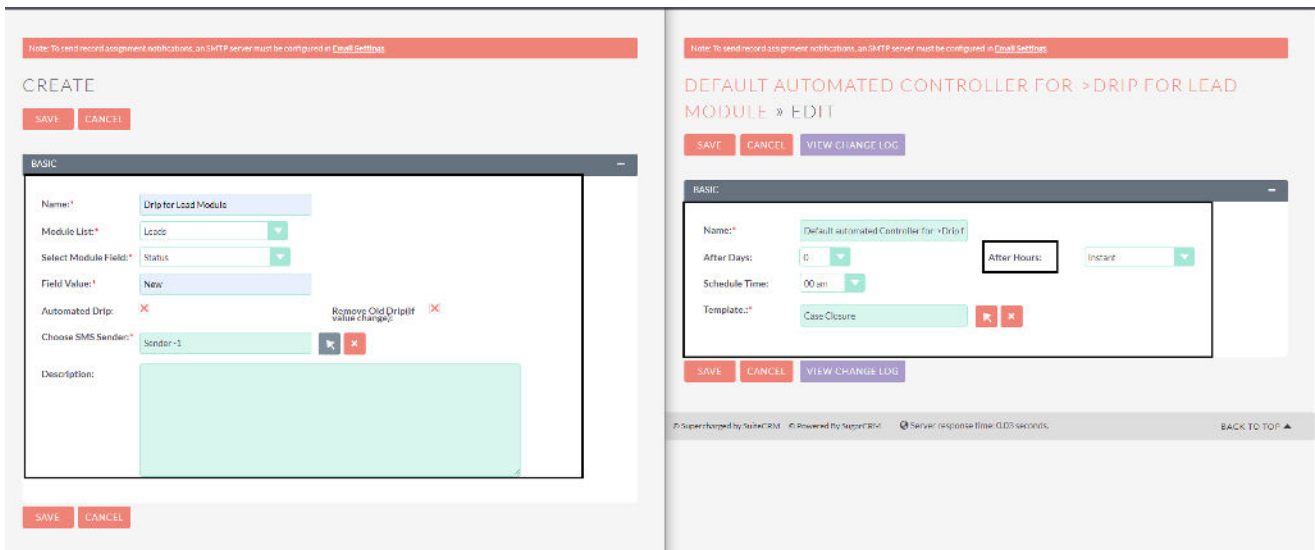 Note: To send record assignment notifications, an SMTP server must be configured in Email Settings.
CREATE
SAVE CANCEL
BASIC
Name:* Drip for Lead Module
Module List:* Leads
Select Module Field:* Status
Field Value:* New
Automated Drip: Remove Old Drip(If value change):
Choose SMS Sender:* Sender -1
Description:
SAVE CANCEL
Note: To send record assignment notifications, an SMTP server must be configured in Email Settings.
DEFAULT AUTOMATED CONTROLLER FOR >DRIP FOR LEAD
MODULE » EDIT
SAVE CANCEL VIEW CHANGE LOG
BASIC
Name:* Default automated Controller for >Drip f
After Days: 0 After Hours: Instant
Schedule Time: 00 am
Template.:* Case Closure
SAVE CANCEL VIEW CHANGE LOG
© Supercharged by SuiteCRM © Powered By SugarCRM Server response time: 0.03 seconds. BACK TO TOP